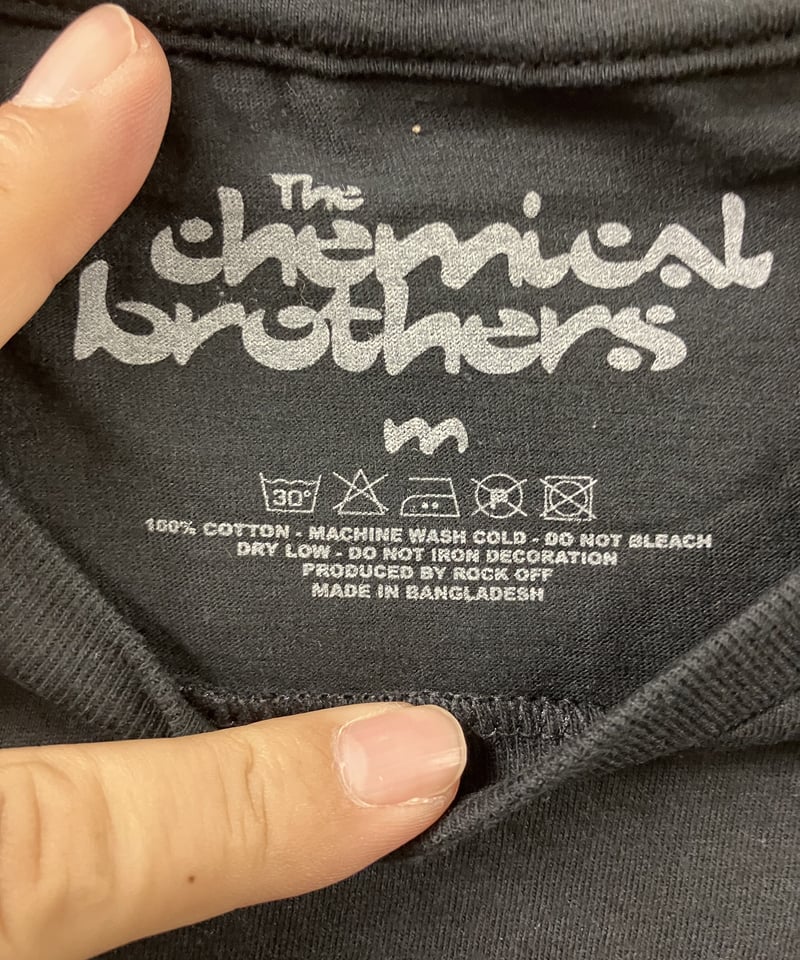 The
chemical
brothers
m
30° P
100% COTTON - MACHINE WASH COLD - DO NOT BLEACH
DRY LOW - DO NOT IRON DECORATION
PRODUCED BY ROCK OFF
MADE IN BANGLADESH